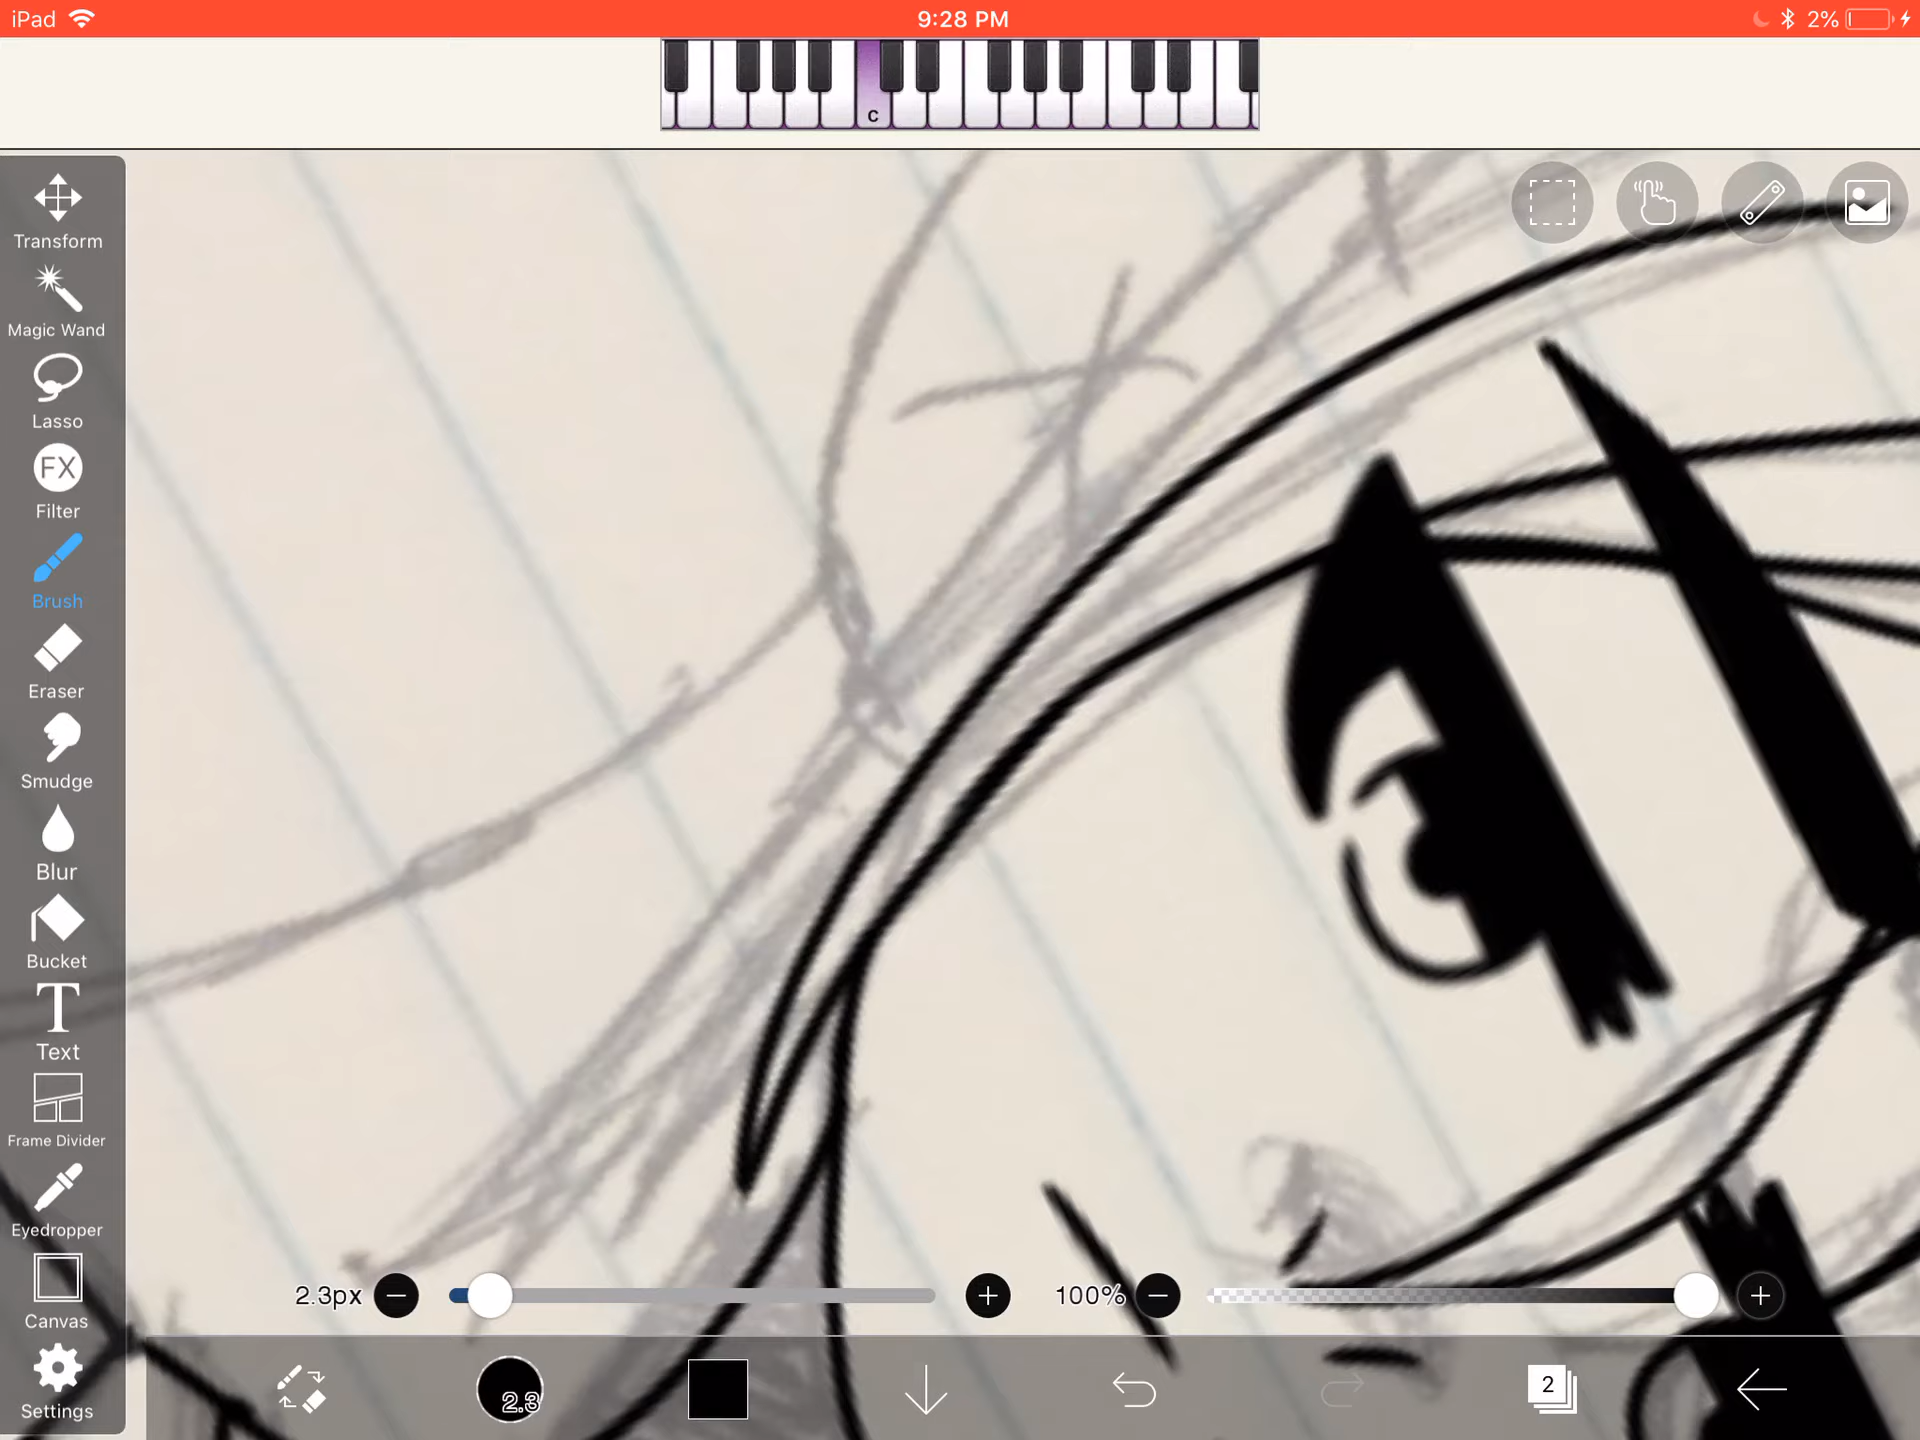 iPad 9:28 PM 2%
C
Transform
Magic Wand
Lasso
FX
Filter
Brush
Eraser
Smudge
Blur
Bucket
T
Text
Frame Divider
Eyedropper
Canvas
Settings
2.3px 100%
2.3 2